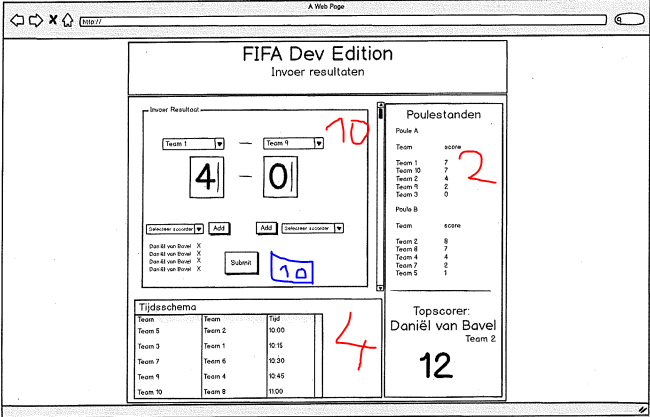 A Web Page
http://
FIFA Dev Edition
Invoer resultaten
Invoer Resultaat
10
Team 1 — Team 9
4 — 0
Selecteer scoorder Add Add Selecteer scoorder
Daniël van Bavel X
Daniël van Bavel X
Daniël van Bavel X
Daniël van Bavel X
Submit
10
Poulestanden
Poule A
Team score
2
Team 1 7
Team 10 7
Team 2 4
Team 9 2
Team 3 0
Poule B
Team score
Team 2 8
Team 8 7
Team 4 4
Team 7 2
Team 5 1
Tijdsschema
Team Team Tijd
Team 5 Team 2 10:00
Team 3 Team 1 10:15
Team 7 Team 6 10:30
Team 9 Team 4 10:45
Team 10 Team 8 11:00
4
Topscorer:
Daniël van Bavel
Team 2
12